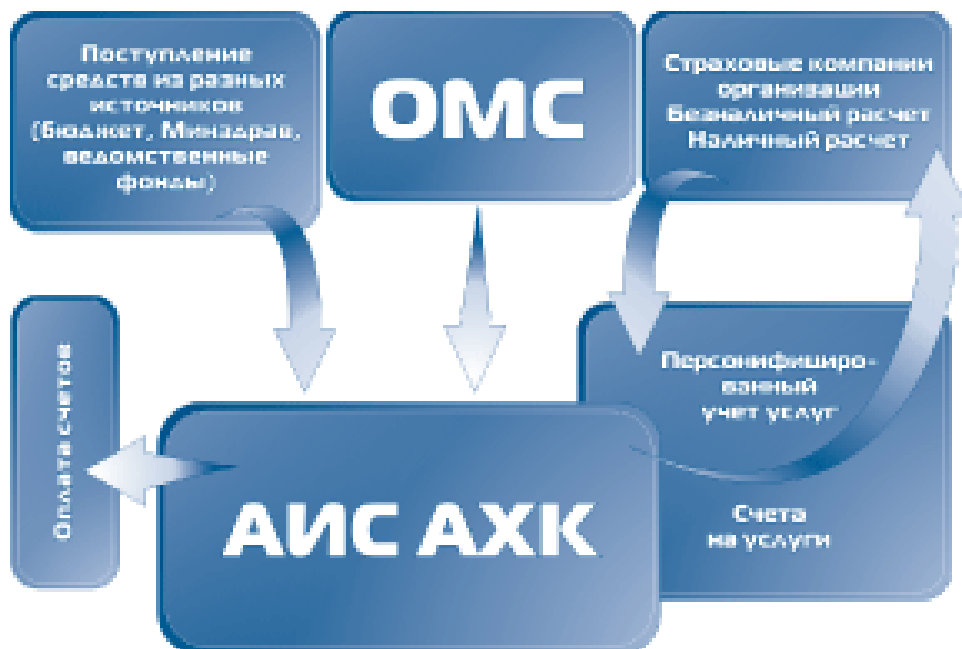 Поступление
средств из разных
источников
(Бюджет, Минздрав,
ведомственные
фонды)
ОМС
Страховые компании
организации
Безналичный расчет
Наличный расчет
Оплата счетов
Персонифициро-
ванный
учет услуг
Счета
на услуги
АИС АХК